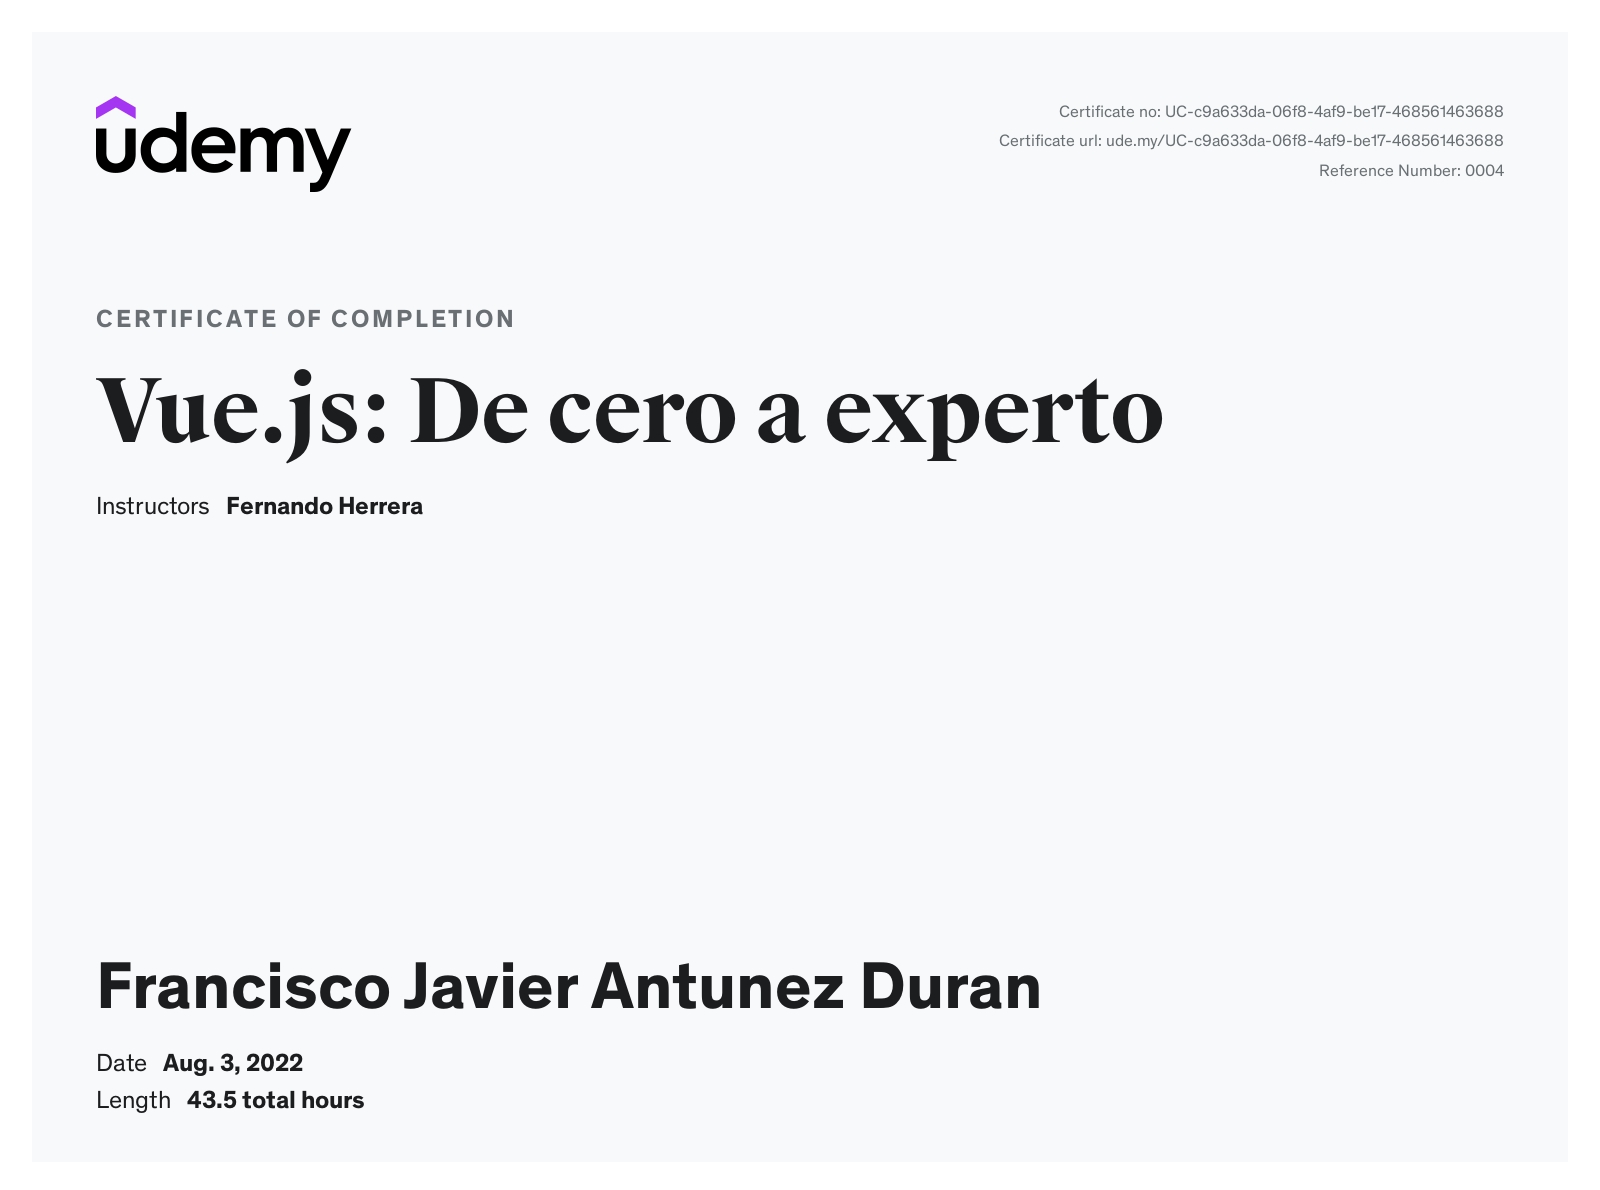 udemy
Certificate no: UC-c9a633da-06f8-4af9-be17-468561463688
Certificate url: ude.my/UC-c9a633da-06f8-4af9-be17-468561463688
Reference Number: 0004
CERTIFICATE OF COMPLETION
Vue.js: De cero a experto
Instructors Fernando Herrera
Francisco Javier Antunez Duran
Date Aug. 3, 2022
Length 43.5 total hours